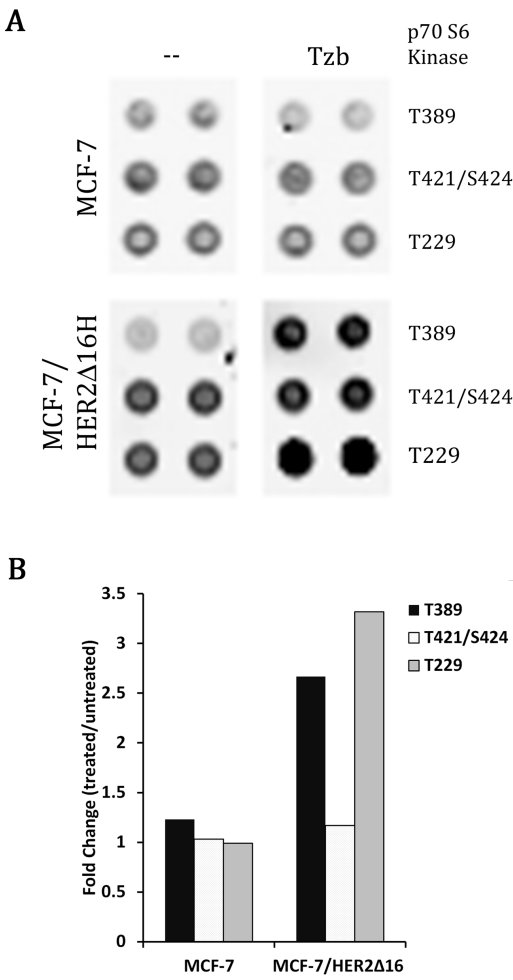 A
p70 S6
Kinase
--
Tzb
MCF-7
T389
T421/S424
T229
MCF-7/
HER2Δ16H
T389
T421/S424
T229
B
Fold Change (treated/untreated)
3.5
3
2.5
2
1.5
1
0.5
0
T389
T421/S424
T229
MCF-7
MCF-7/HER2Δ16